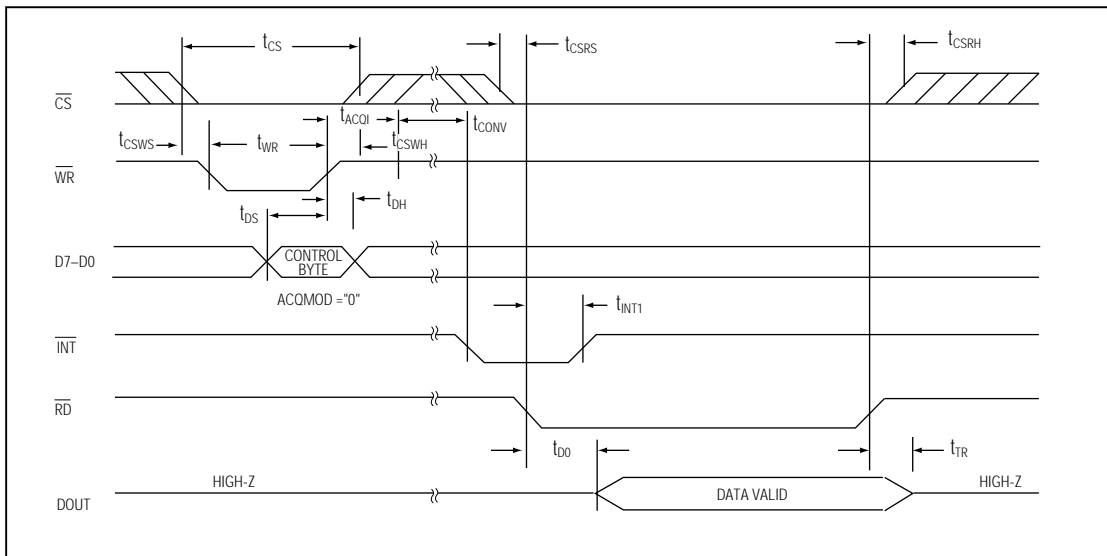 tCS
tCSRS
tCSRH
CS
tACQI
tCONV
tCSWS
tWR
tCSWH
WR
tDH
tDS
D7–D0
CONTROL
BYTE
ACQMOD ="0"
tINT1
INT
RD
tD0
tTR
HIGH-Z
DATA VALID
HIGH-Z
DOUT